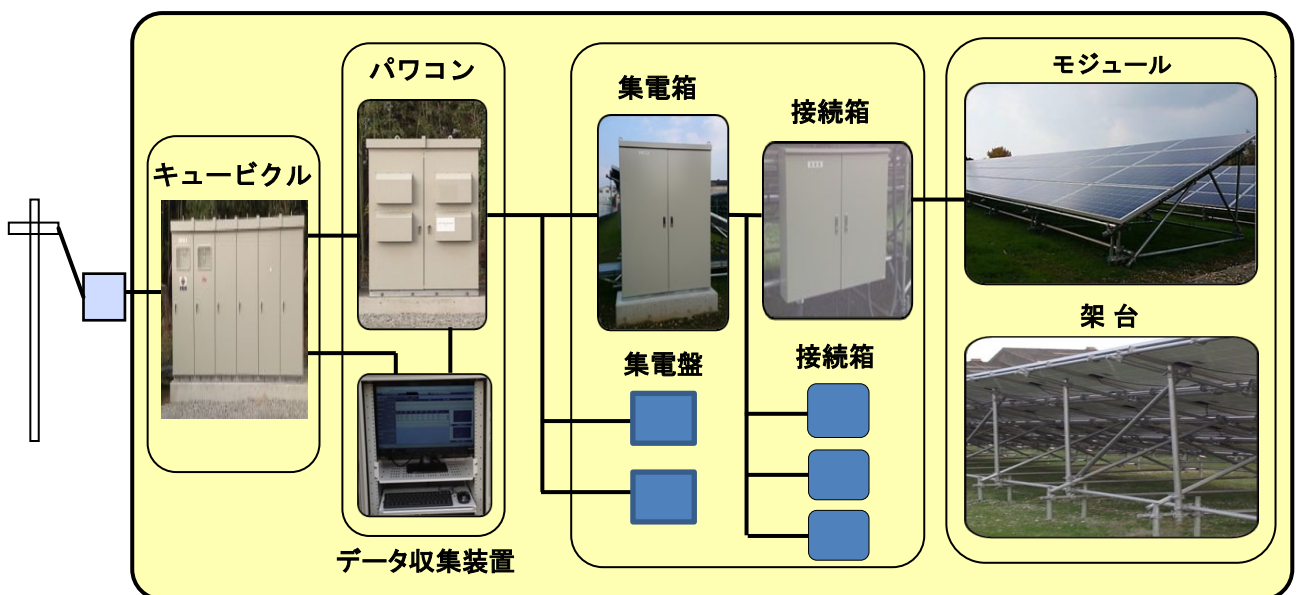 パワコン
モジュール
集電箱
接続箱
キュービクル
架 台
集電盤
接続箱
データ収集装置